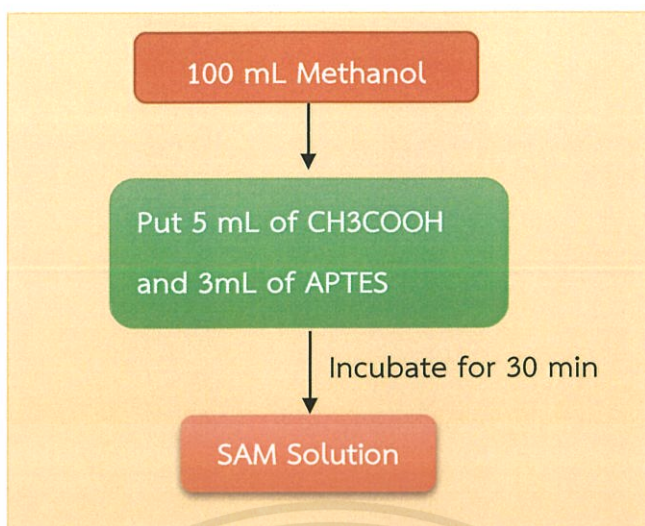 100 mL Methanol
Put 5 mL of CH3COOH
and 3mL of APTES
Incubate for 30 min
SAM Solution